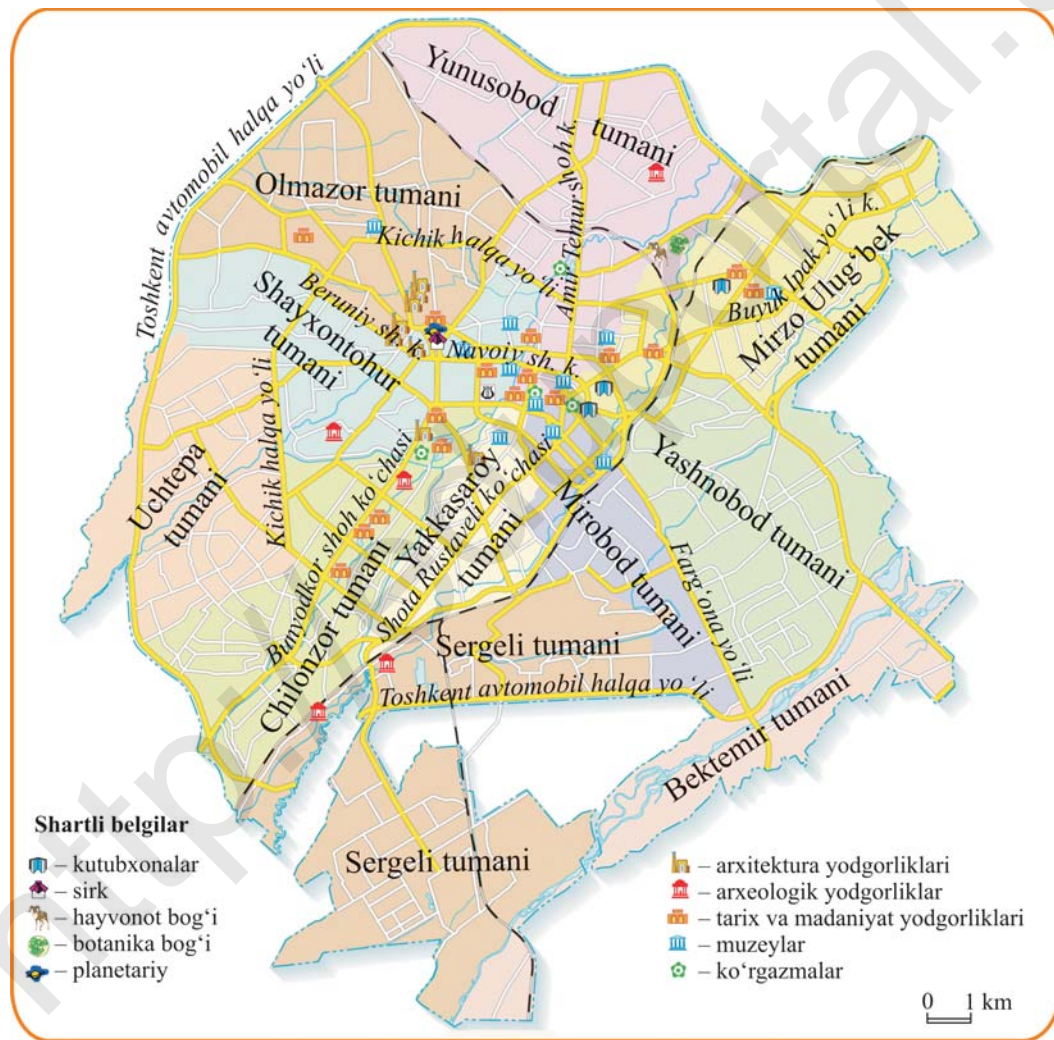 Yunusobod
tumani
Toshkent avtomobil halqa yo‘li
Olmazor tumani
Amir Temur shoh k.
Kichik halqa yo‘li
Buyuk Ipak yo‘li k.
Mirzo Ulug‘bek
tumani
Beruniy sh. k.
Shayxontohur
tumani
Navoiy sh. k.
Kichik halqa yo‘li
Uchtepa
tumani
Yashnobod tumani
Bunyodkor shoh ko‘chasi
Yakkasaroy
tumani
Shota Rustaveli ko‘chasi
Mirobod tumani
Farg‘ona yo‘li
Chilonzor tumani
Sergeli tumani
Toshkent avtomobil halqa yo‘li
Bektemir tumani
Sergeli tumani
Shartli belgilar
– kutubxonalar
– sirk
– hayvonot bog‘i
– botanika bog‘i
– planetariy
– arxitektura yodgorliklari
– arxeologik yodgorliklar
– tarix va madaniyat yodgorliklari
– muzeylar
– ko‘rgazmalar
0 1 km